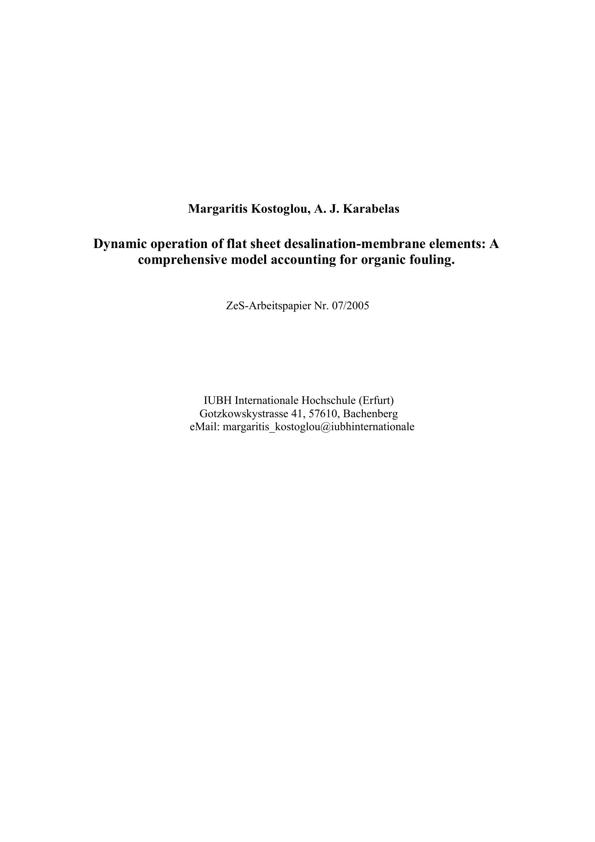 Margaritis Kostoglou, A. J. Karabelas
Dynamic operation of flat sheet desalination-membrane elements: A
comprehensive model accounting for organic fouling.
ZeS-Arbeitspapier Nr. 07/2005
IUBH Internationale Hochschule (Erfurt)
Gotzkowskystrasse 41, 57610, Bachenberg
eMail: margaritis_kostoglou@iubhinternationale